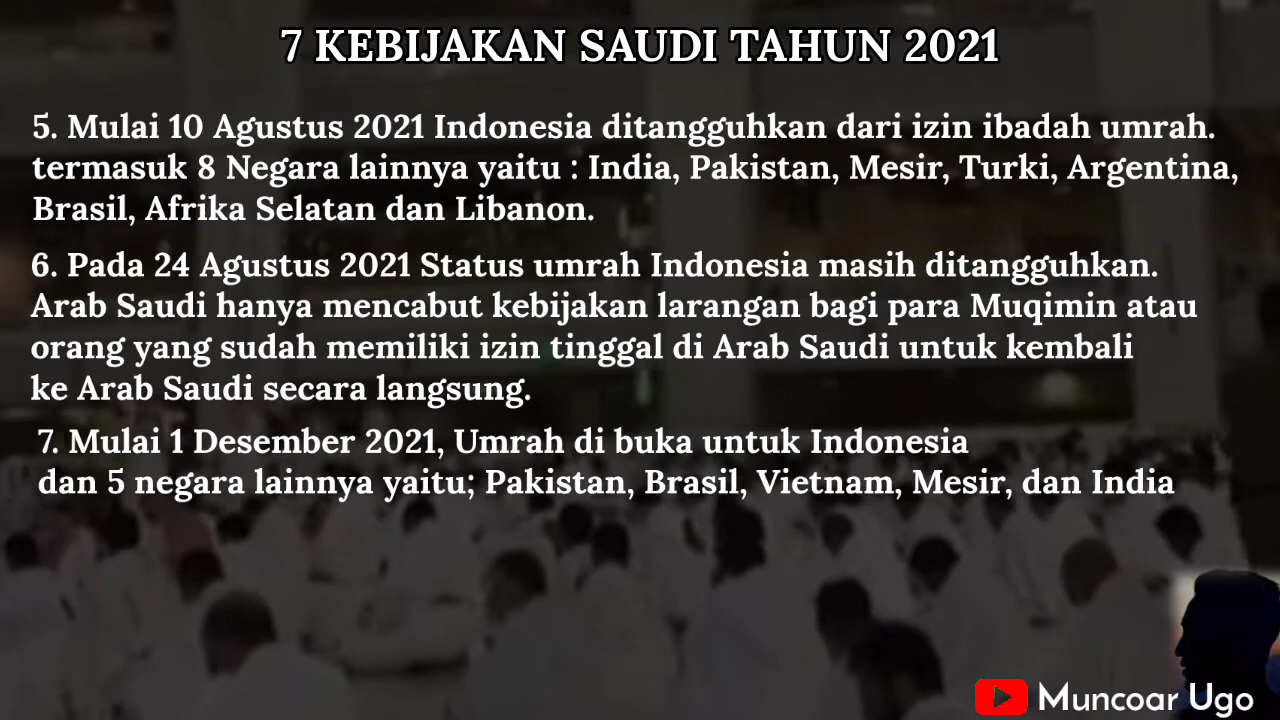 7 KEBIJAKAN SAUDI TAHUN 2021
5. Mulai 10 Agustus 2021 Indonesia ditangguhkan dari izin ibadah umrah.
termasuk 8 Negara lainnya yaitu : India, Pakistan, Mesir, Turki, Argentina,
Brasil, Afrika Selatan dan Libanon.
6. Pada 24 Agustus 2021 Status umrah Indonesia masih ditangguhkan.
Arab Saudi hanya mencabut kebijakan larangan bagi para Muqimin atau
orang yang sudah memiliki izin tinggal di Arab Saudi untuk kembali
ke Arab Saudi secara langsung.
7. Mulai 1 Desember 2021, Umrah di buka untuk Indonesia
dan 5 negara lainnya yaitu; Pakistan, Brasil, Vietnam, Mesir, dan India
Muncoar Ugo